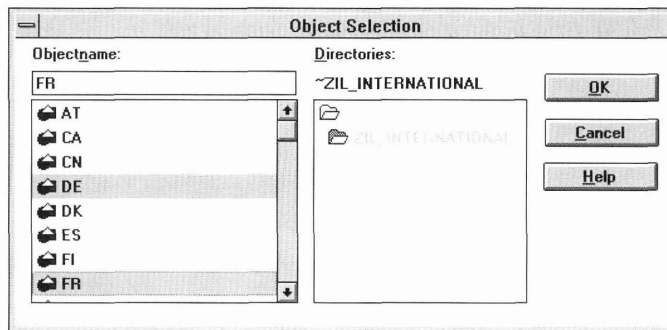 Object Selection
Objectname:
FR
AT
CA
CN
DE
DK
ES
FI
FR
Directories:
~ZIL_INTERNATIONAL
ZIL_INTERNATIONAL
OK
Cancel
Help